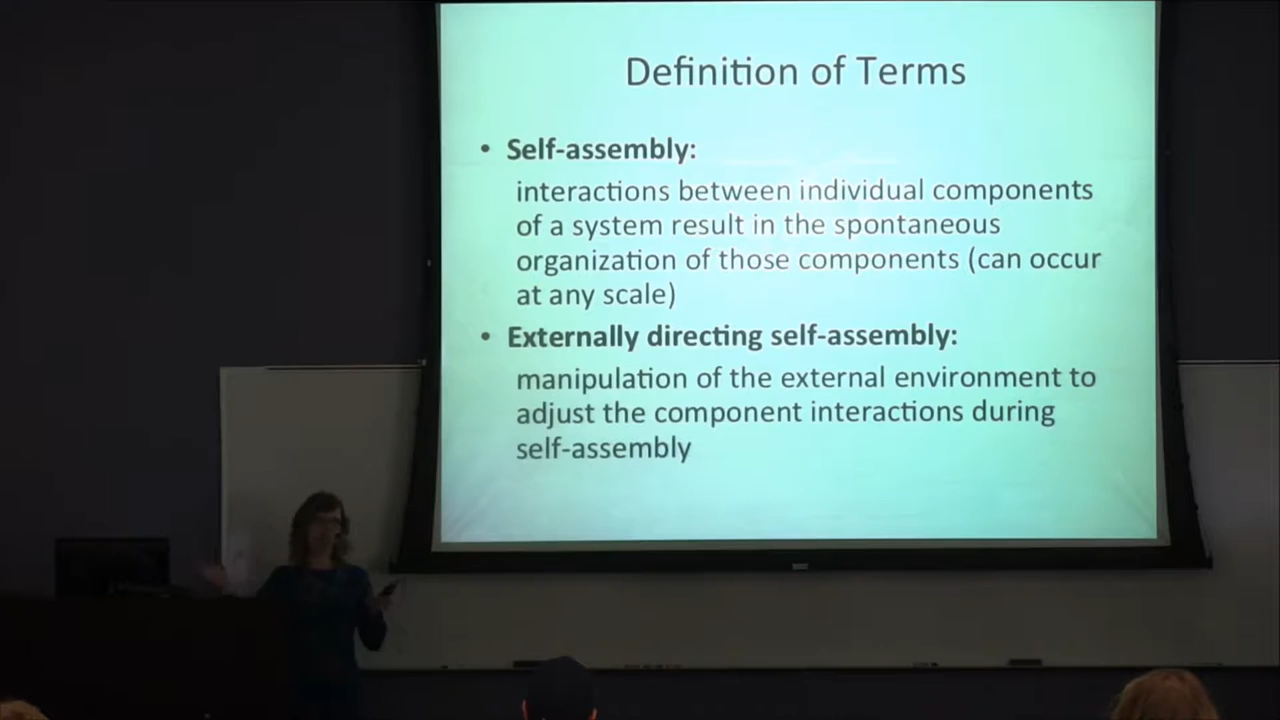 Definition of Terms
• Self-assembly:
interactions between individual components
of a system result in the spontaneous
organization of those components (can occur
at any scale)
• Externally directing self-assembly:
manipulation of the external environment to
adjust the component interactions during
self-assembly